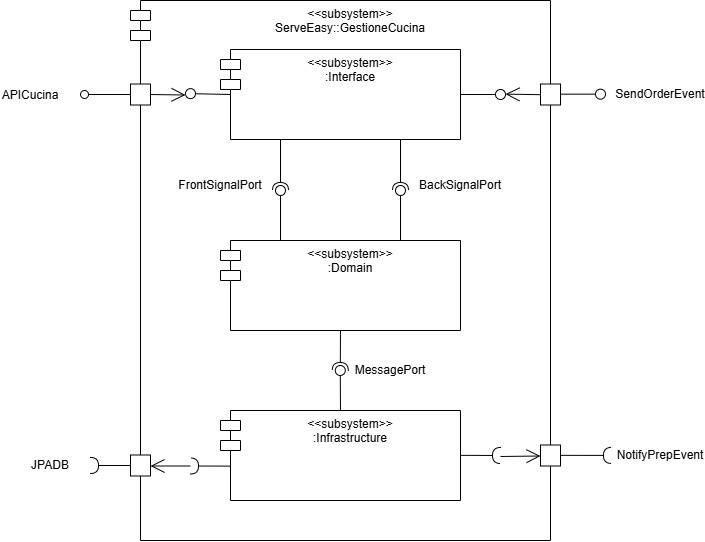 <<subsystem>>
ServeEasy::GestioneCucina
<<subsystem>>
:Interface
APICucina
SendOrderEvent
FrontSignalPort
BackSignalPort
<<subsystem>>
:Domain
MessagePort
<<subsystem>>
:Infrastructure
JPADB
NotifyPrepEvent